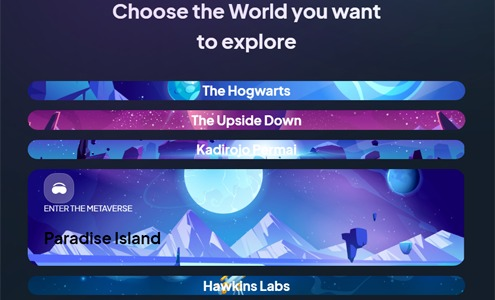 Choose the World you want
to explore
The Hogwarts
The Upside Down
Kadirojo Permai
ENTER THE METAVERSE
Paradise Island
Hawkins Labs